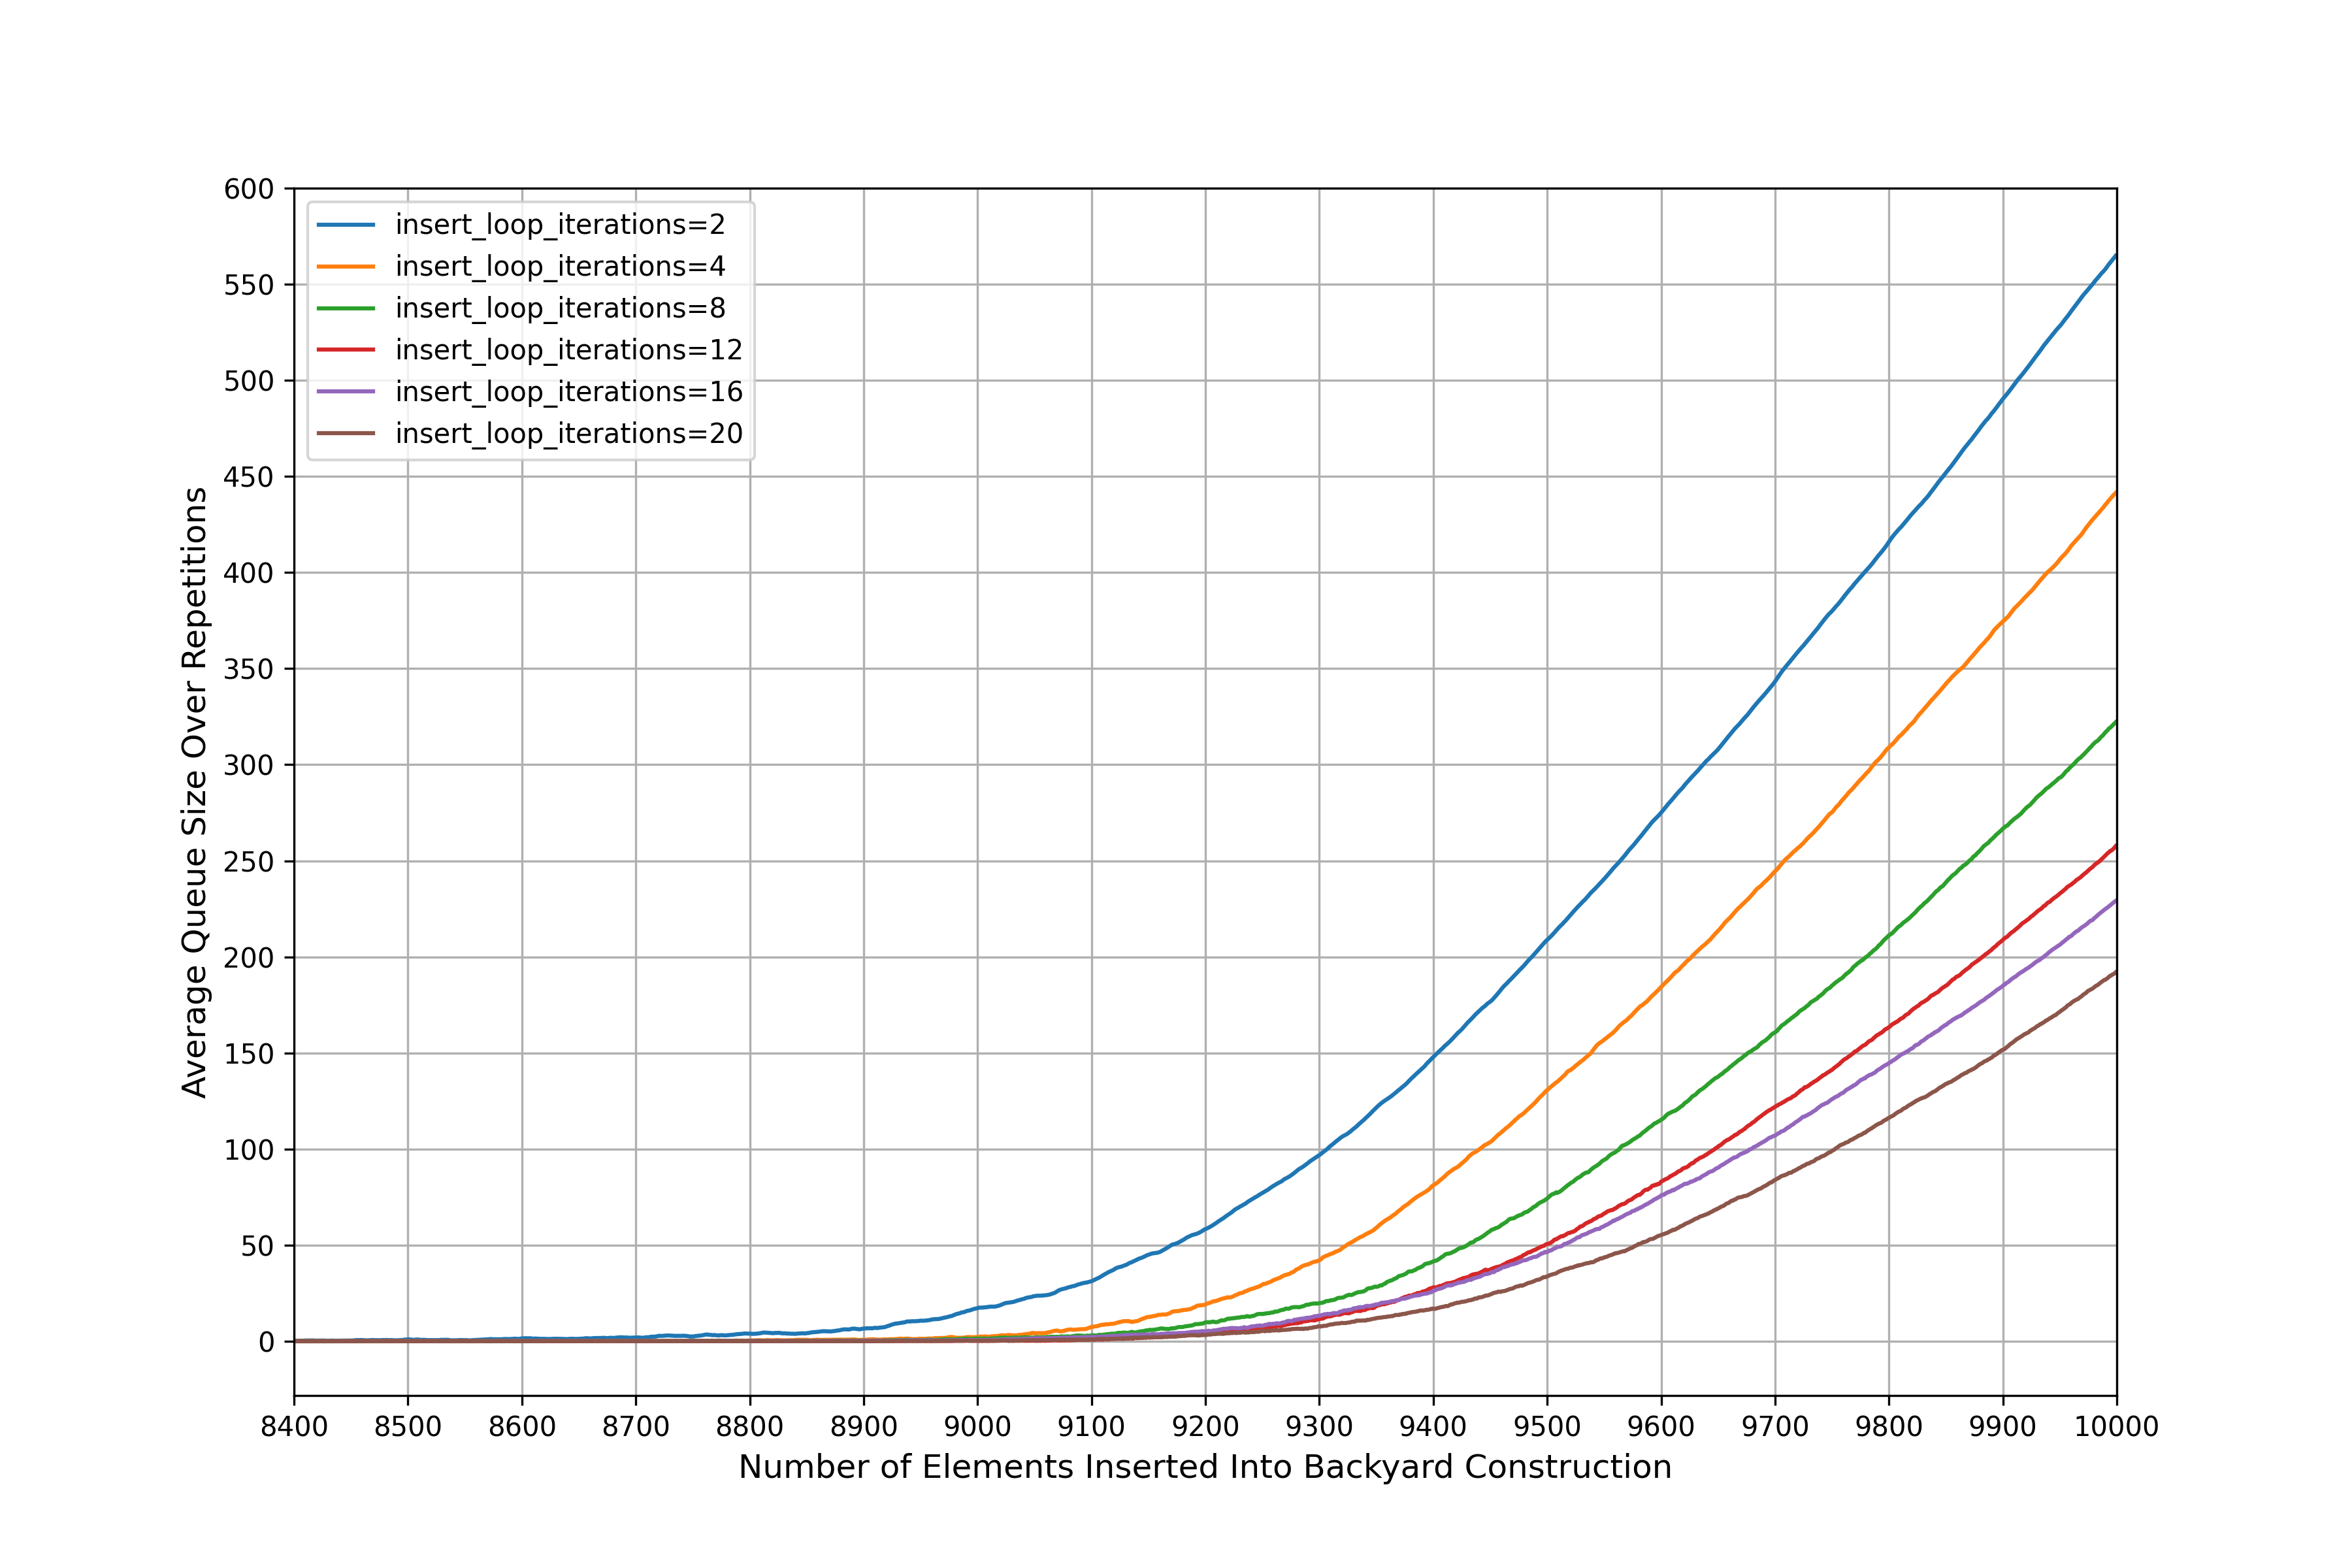 600
550
500
450
400
350
300
250
200
150
100
50
0
Average Queue Size Over Repetitions
insert_loop_iterations=2
insert_loop_iterations=4
insert_loop_iterations=8
insert_loop_iterations=12
insert_loop_iterations=16
insert_loop_iterations=20
8400 8500 8600 8700 8800 8900 9000 9100 9200 9300 9400 9500 9600 9700 9800 9900 10000
Number of Elements Inserted Into Backyard Construction